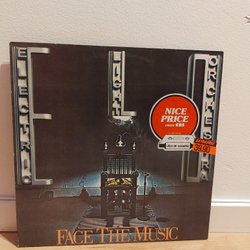 ELECTRIC
LIGHT
ORCHESTRA
NICE
PRICE
FACE THE MUSIC